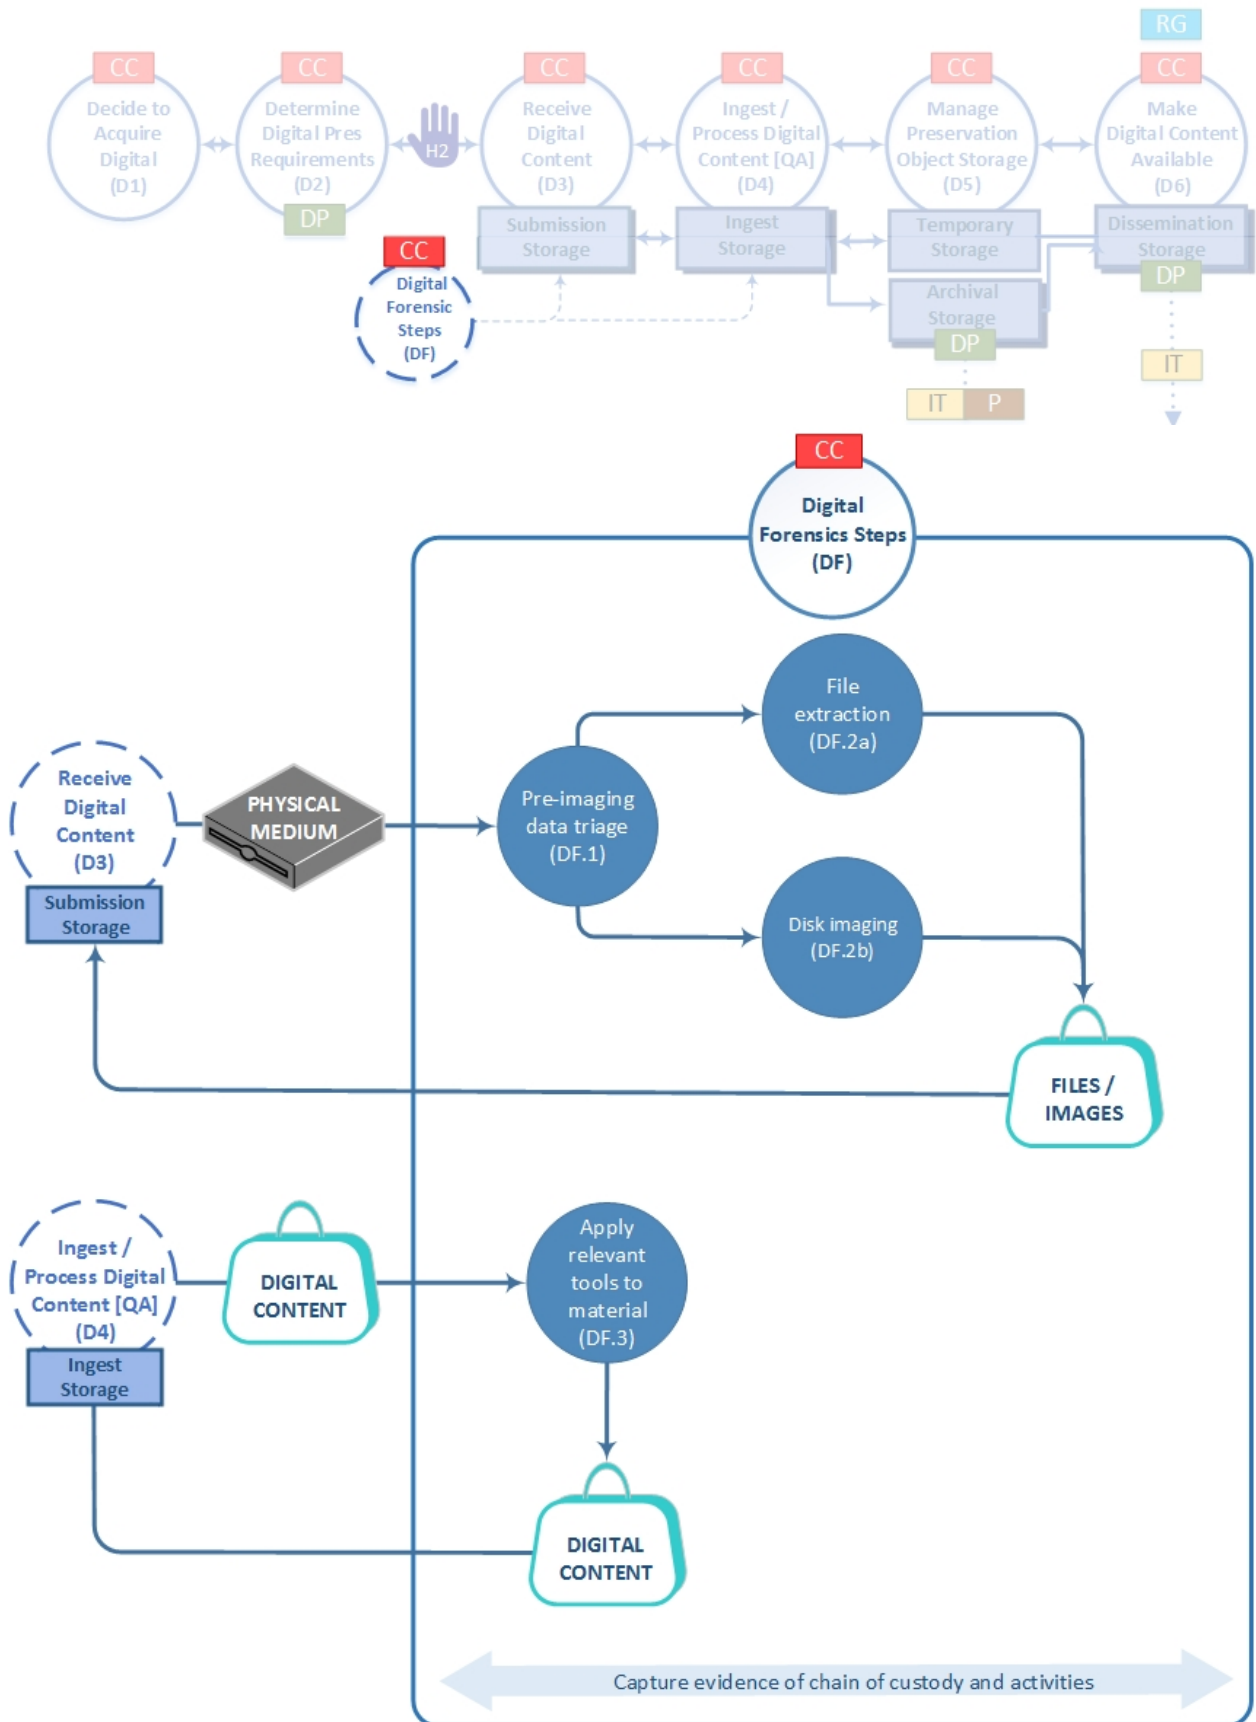 RG
CC
CC
CC
CC
CC
CC
Decide to
Acquire
Digital
(D1)
Determine
Digital Pres
Requirements
(D2)
DP
H2
Receive
Digital
Content
(D3)
Submission
Storage
Ingest /
Process Digital
Content [QA]
(D4)
Ingest
Storage
Manage
Preservation
Object Storage
(D5)
Temporary
Storage
Archival
Storage
DP
IT
P
Make
Digital Content
Available
(D6)
Dissemination
Storage
DP
IT
CC
Digital
Forensic
Steps
(DF)
CC
Digital
Forensics Steps
(DF)
File
extraction
(DF.2a)
Receive
Digital
Content
(D3)
Submission
Storage
PHYSICAL
MEDIUM
Pre-imaging
data triage
(DF.1)
Disk imaging
(DF.2b)
FILES /
IMAGES
Ingest /
Process Digital
Content [QA]
(D4)
Ingest
Storage
DIGITAL
CONTENT
Apply
relevant
tools to
material
(DF.3)
DIGITAL
CONTENT
Capture evidence of chain of custody and activities